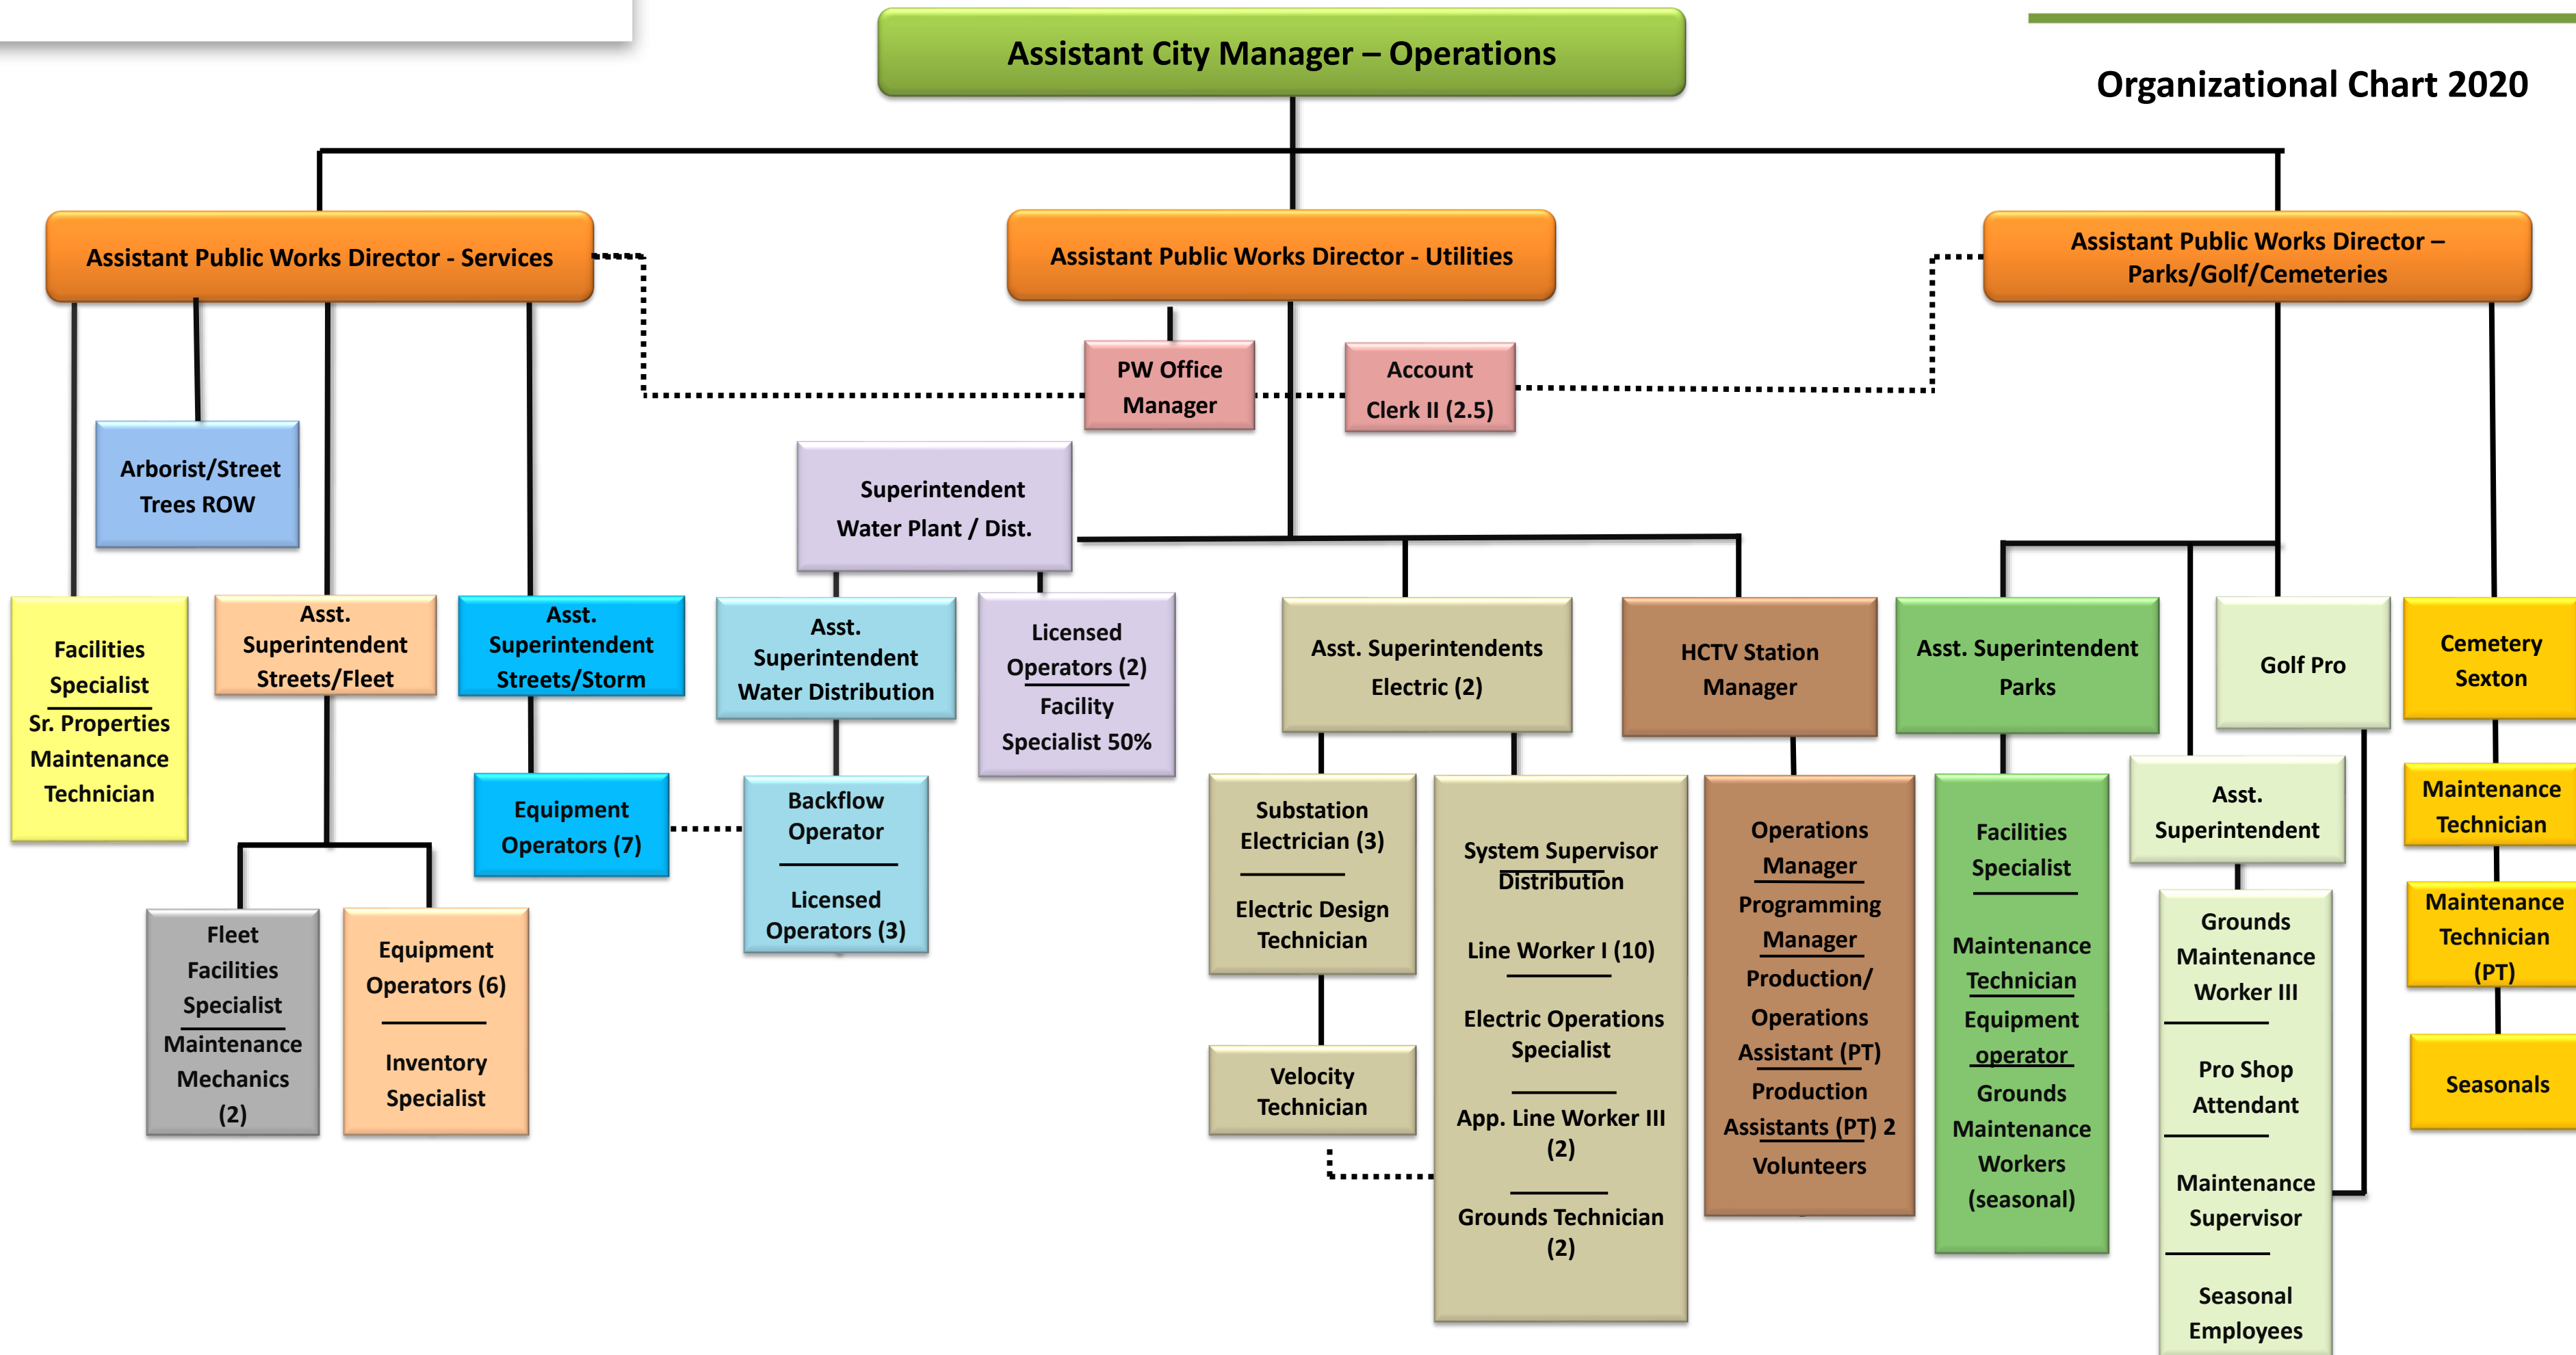 Assistant City Manager – Operations
Organizational Chart 2020
Assistant Public Works Director - Services
Assistant Public Works Director - Utilities
Assistant Public Works Director –
Parks/Golf/Cemeteries
PW Office
Manager
Account
Clerk II (2.5)
Arborist/Street
Trees ROW
Superintendent
Water Plant / Dist.
Facilities
Specialist
Sr. Properties
Maintenance
Technician
Asst.
Superintendent
Streets/Fleet
Asst.
Superintendent
Streets/Storm
Asst.
Superintendent
Water Distribution
Licensed
Operators (2)
Facility
Specialist 50%
Asst. Superintendents
Electric (2)
HCTV Station
Manager
Asst. Superintendent
Parks
Golf Pro
Cemetery
Sexton
Equipment
Operators (7)
Backflow
Operator
Licensed
Operators (3)
Substation
Electrician (3)
Electric Design
Technician
System Supervisor
Distribution
Line Worker I (10)
Electric Operations
Specialist
App. Line Worker III
(2)
Grounds Technician
(2)
Operations
Manager
Programming
Manager
Production/
Operations
Assistant (PT)
Production
Assistants (PT) 2
Volunteers
Facilities
Specialist
Maintenance
Technician
Equipment
operator
Grounds
Maintenance
Workers
(seasonal)
Asst.
Superintendent
Maintenance
Technician
Fleet
Facilities
Specialist
Maintenance
Mechanics
(2)
Equipment
Operators (6)
Inventory
Specialist
Velocity
Technician
Grounds
Maintenance
Worker III
Pro Shop
Attendant
Maintenance
Supervisor
Seasonal
Employees
Maintenance
Technician
(PT)
Seasonals